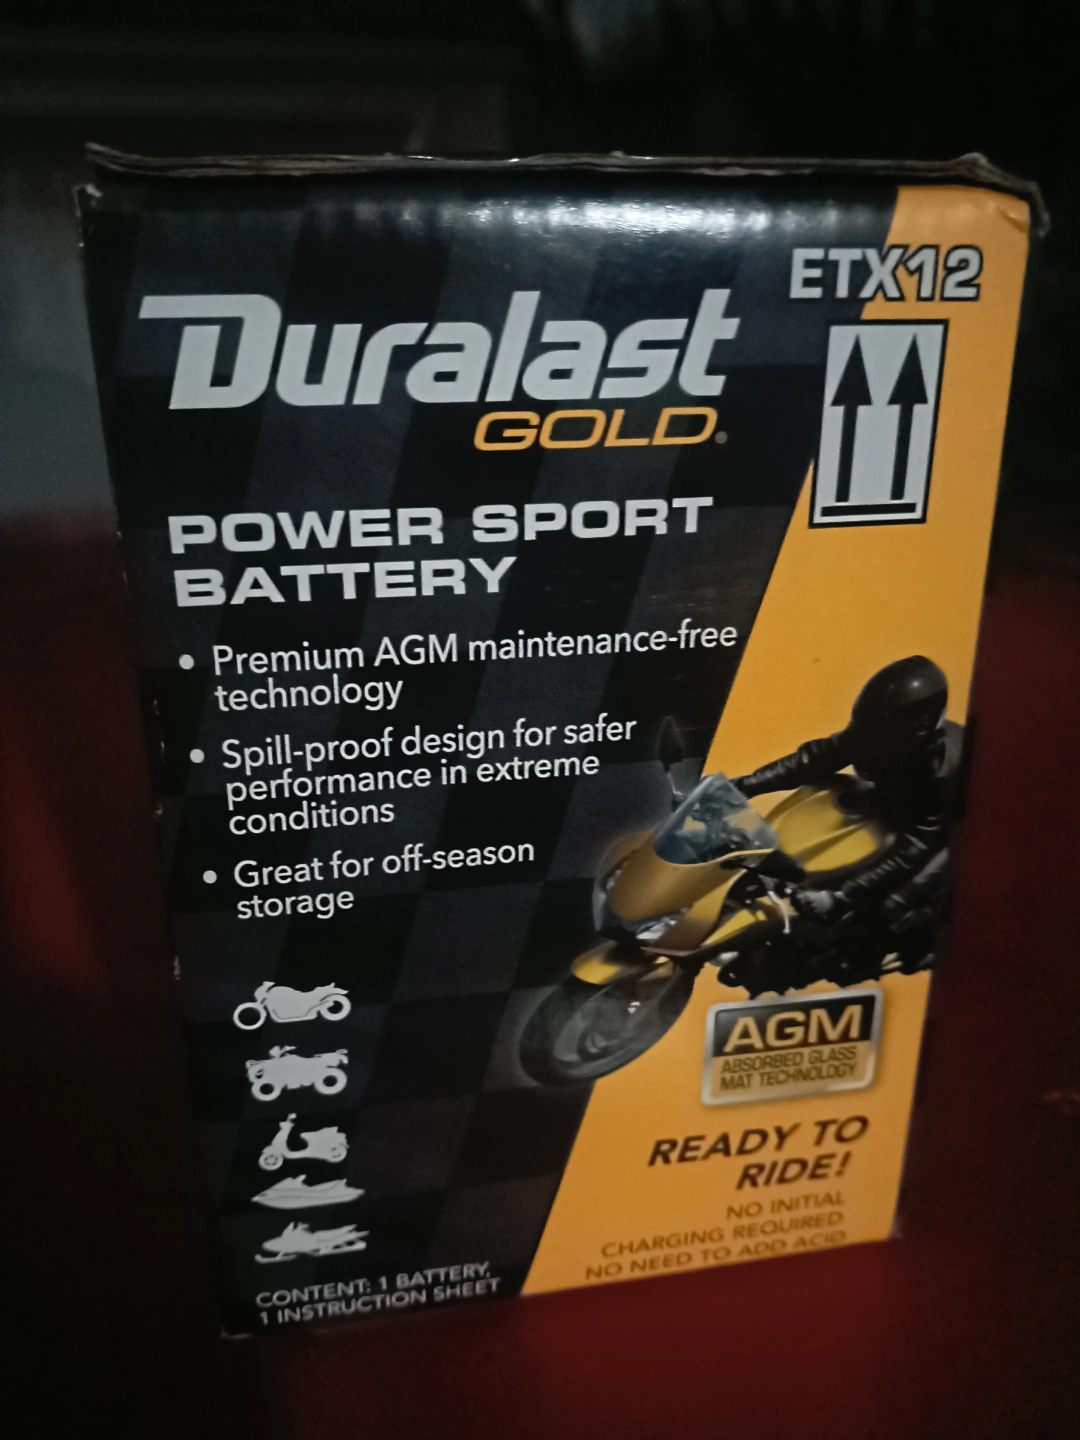 ETX12
Duralast
GOLD®
POWER SPORT
BATTERY
• Premium AGM maintenance-free
technology
• Spill-proof design for safer
performance in extreme
conditions
• Great for off-season
storage
AGM
ABSORBED GLASS
MAT TECHNOLOGY
READY TO
RIDE!
NO INITIAL
CHARGING REQUIRED
NO NEED TO ADD ACID
CONTENT: 1 BATTERY,
1 INSTRUCTION SHEET